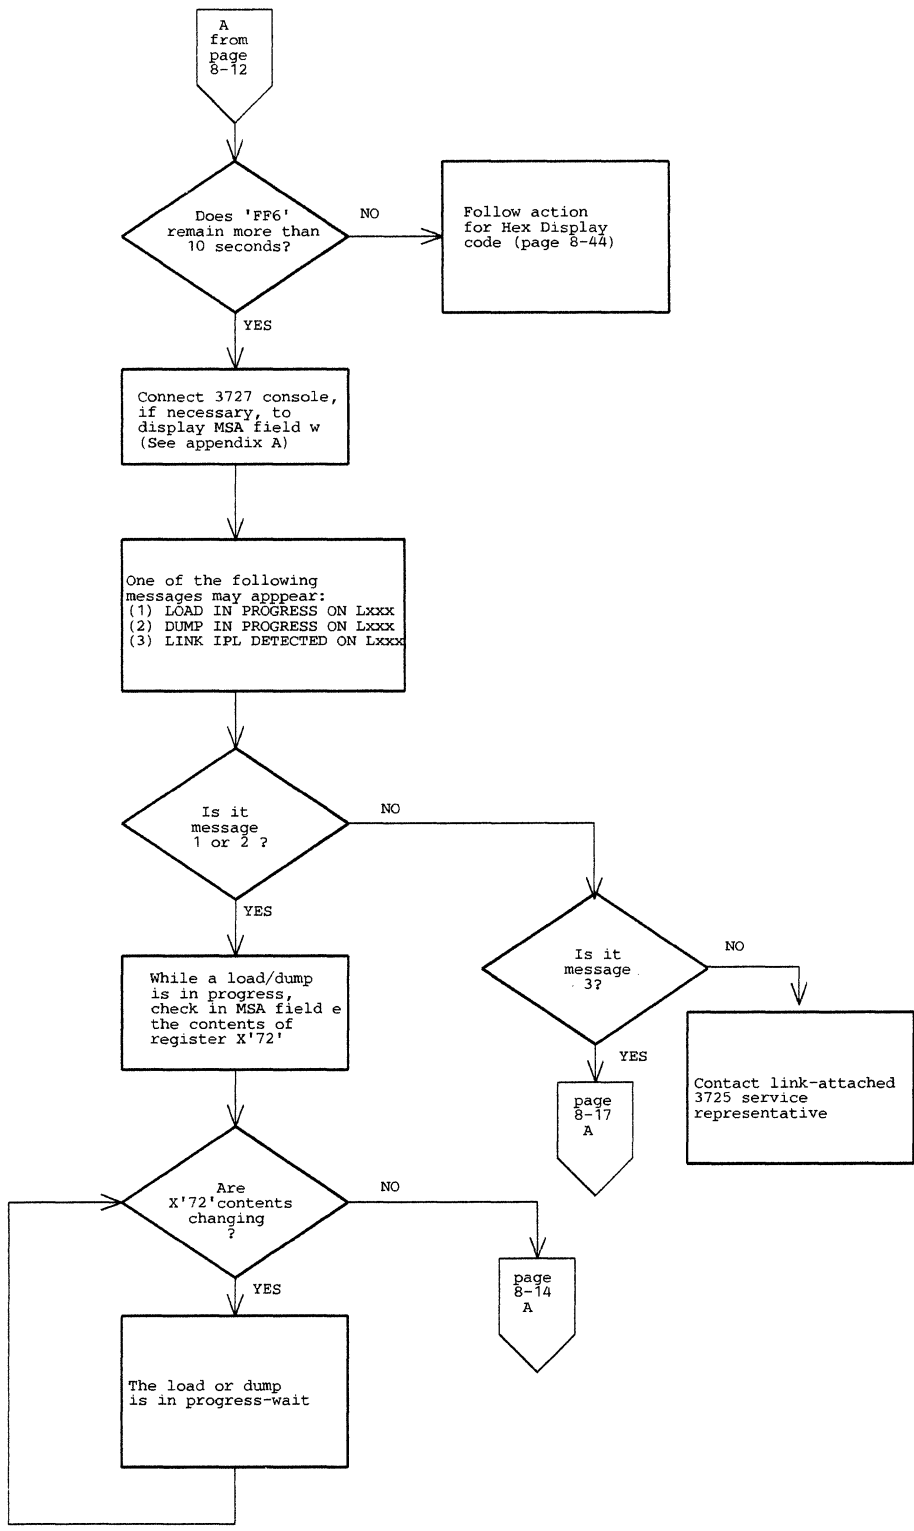 A
from
page
8-12
Does 'FF6'
remain more than
10 seconds?
NO
Follow action
for Hex Display
code (page 8-44)
YES
Connect 3727 console,
if necessary, to
display MSA field w
(See appendix A)
One of the following
messages may apppear:
(1) LOAD IN PROGRESS ON Lxxx
(2) DUMP IN PROGRESS ON Lxxx
(3) LINK IPL DETECTED ON Lxxx
Is it
message
1 or 2 ?
NO
YES
Is it
message
3?
NO
YES
Contact link-attached
3725 service
representative
page
8-17
A
While a load/dump
is in progress,
check in MSA field e
the contents of
register X'72'
Are
X'72'contents
changing
?
NO
page
8-14
A
YES
The load or dump
is in progress-wait